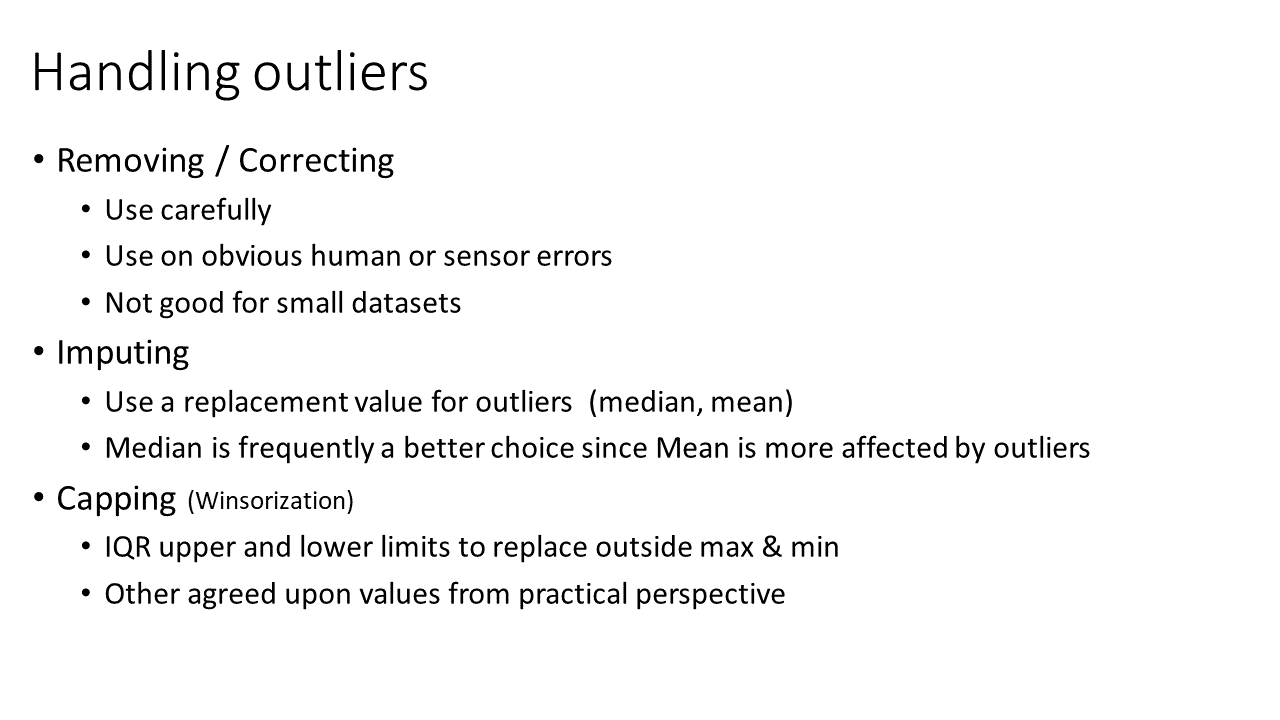 Handling outliers
• Removing / Correcting
• Use carefully
• Use on obvious human or sensor errors
• Not good for small datasets
• Imputing
• Use a replacement value for outliers  (median, mean)
• Median is frequently a better choice since Mean is more affected by outliers
• Capping (Winsorization)
• IQR upper and lower limits to replace outside max & min
• Other agreed upon values from practical perspective